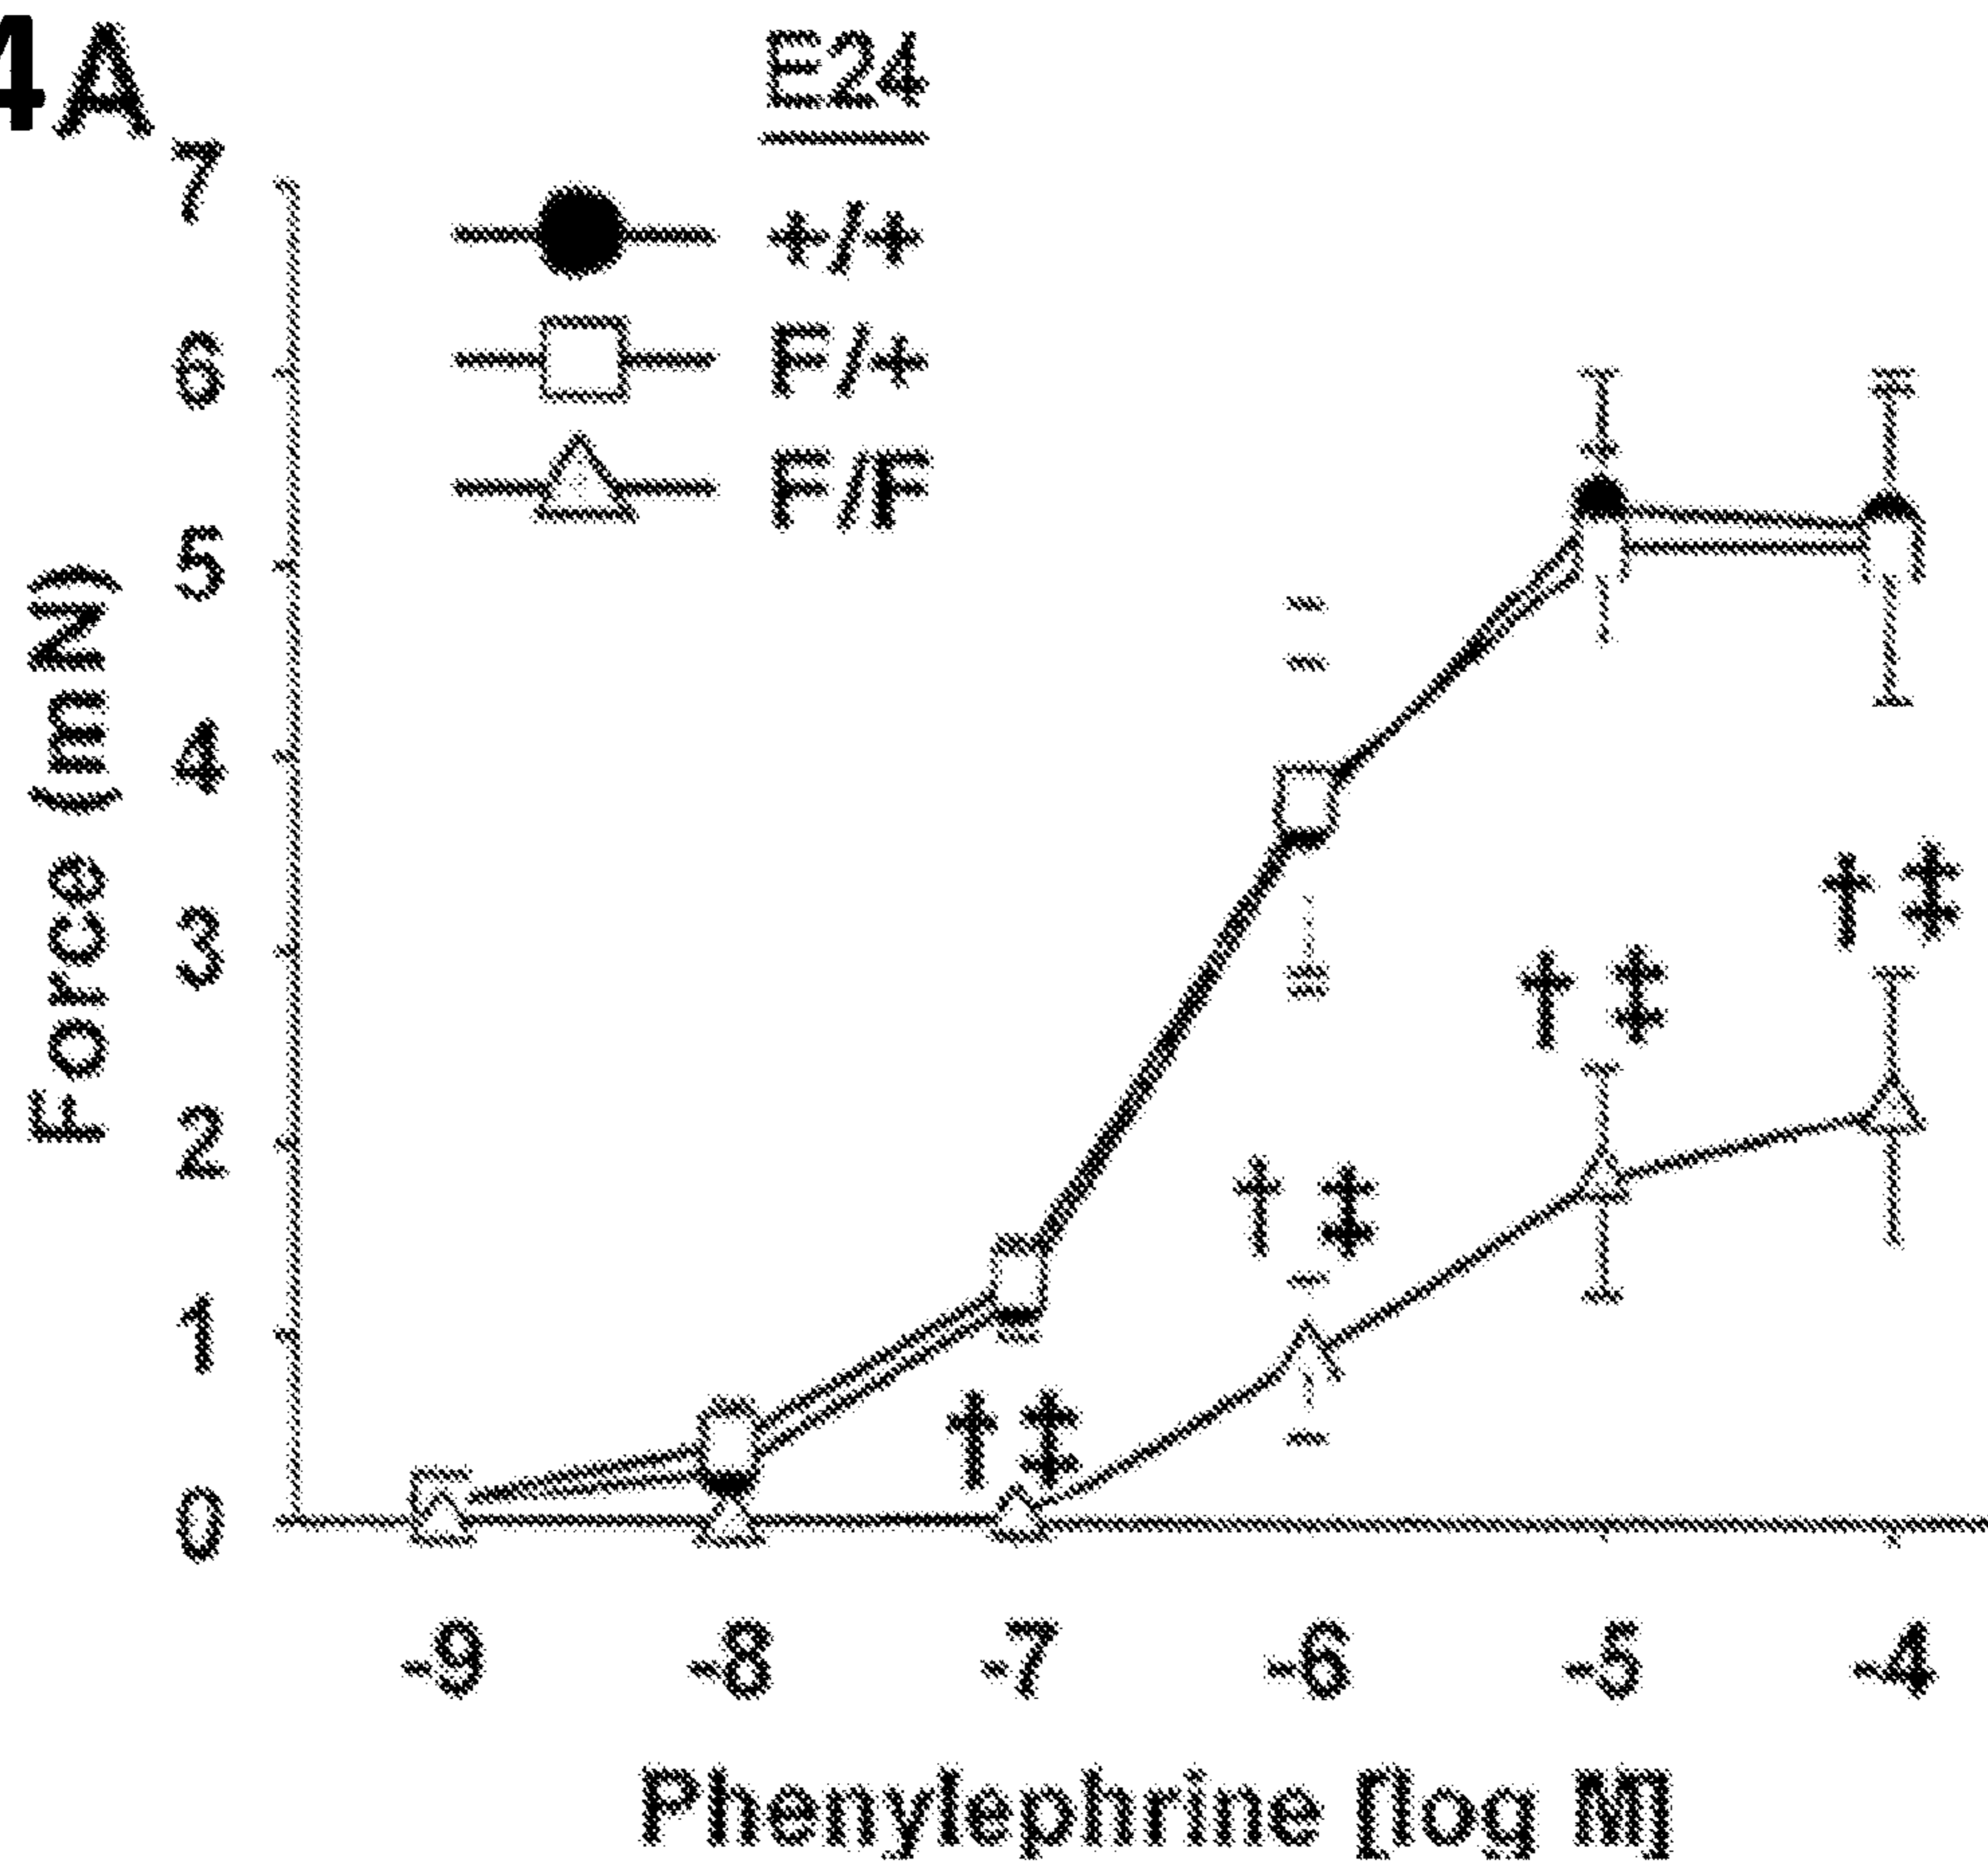 4A
E24
+/+
F/+
F/F
7
6
5
4
3
2
1
0
Force (mN)
† ‡
† ‡
† ‡
† ‡
-9 -8 -7 -6 -5 -4
Phenylephrine [log M]